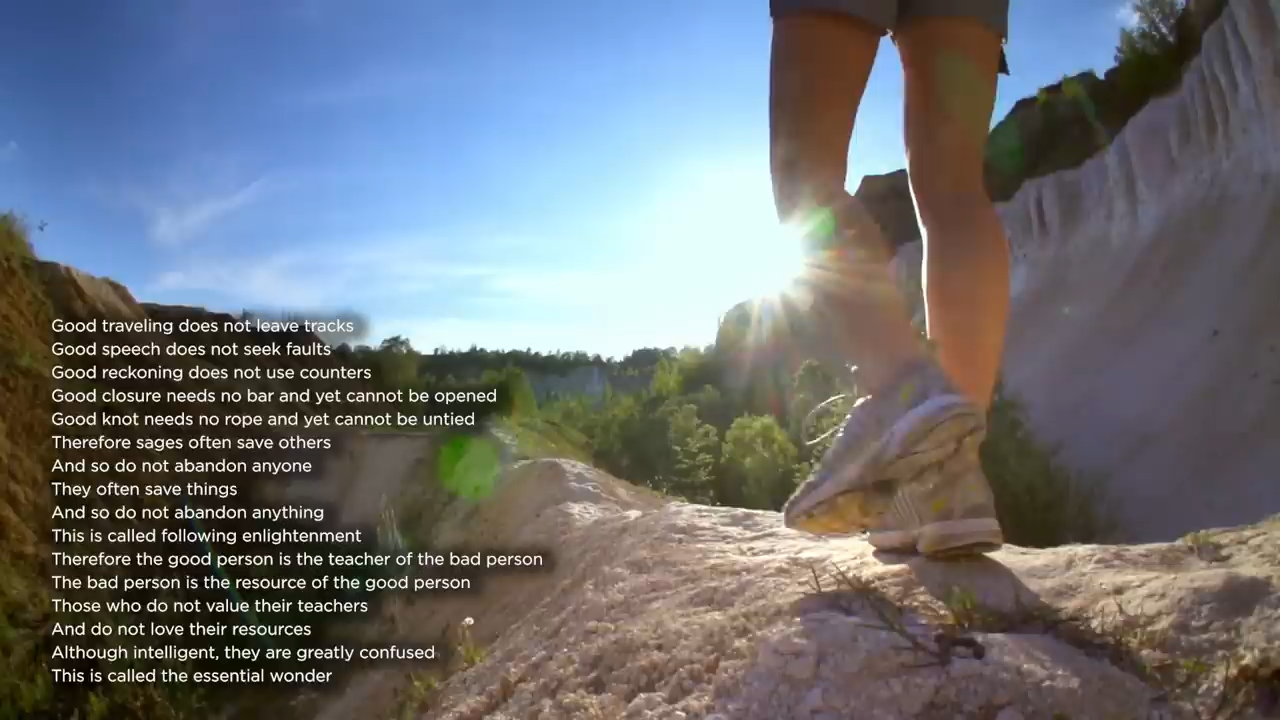 Good traveling does not leave tracks
Good speech does not seek faults
Good reckoning does not use counters
Good closure needs no bar and yet cannot be opened
Good knot needs no rope and yet cannot be untied
Therefore sages often save others
And so do not abandon anyone
They often save things
And so do not abandon anything
This is called following enlightenment
Therefore the good person is the teacher of the bad person
The bad person is the resource of the good person
Those who do not value their teachers
And do not love their resources
Although intelligent, they are greatly confused
This is called the essential wonder